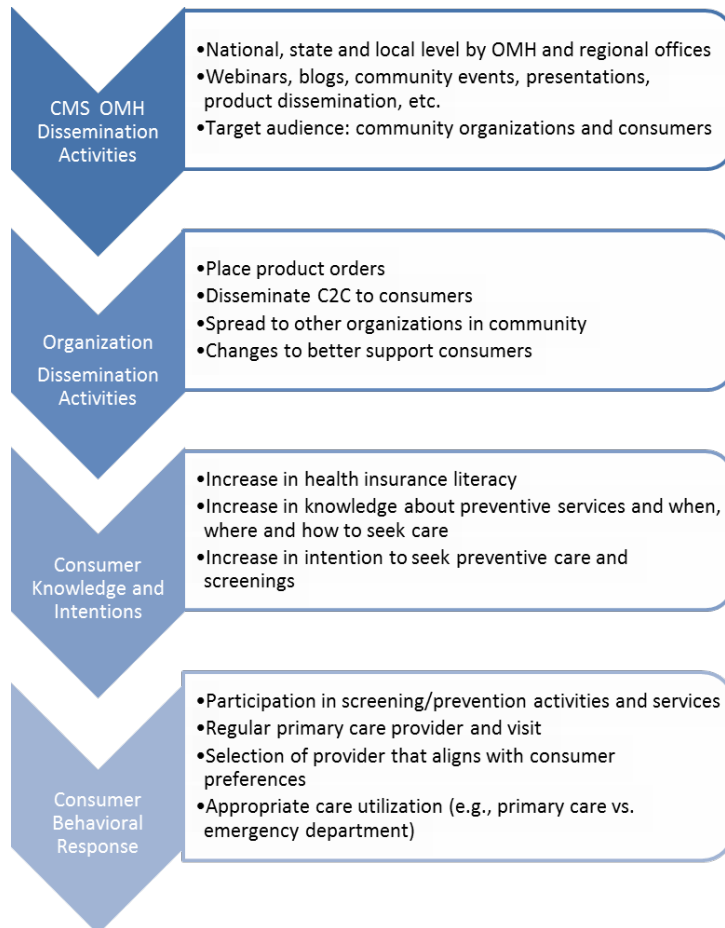 CMS OMH
Dissemination
Activities
•National, state and local level by OMH and regional offices
•Webinars, blogs, community events, presentations,
product dissemination, etc.
•Target audience: community organizations and consumers
Organization
Dissemination
Activities
•Place product orders
•Disseminate C2C to consumers
•Spread to other organizations in community
•Changes to better support consumers
Consumer
Knowledge and
Intentions
•Increase in health insurance literacy
•Increase in knowledge about preventive services and when,
where and how to seek care
•Increase in intention to seek preventive care and
screenings
Consumer
Behavioral
Response
•Participation in screening/prevention activities and services
•Regular primary care provider and visit
•Selection of provider that aligns with consumer
preferences
•Appropriate care utilization (e.g., primary care vs.
emergency department)